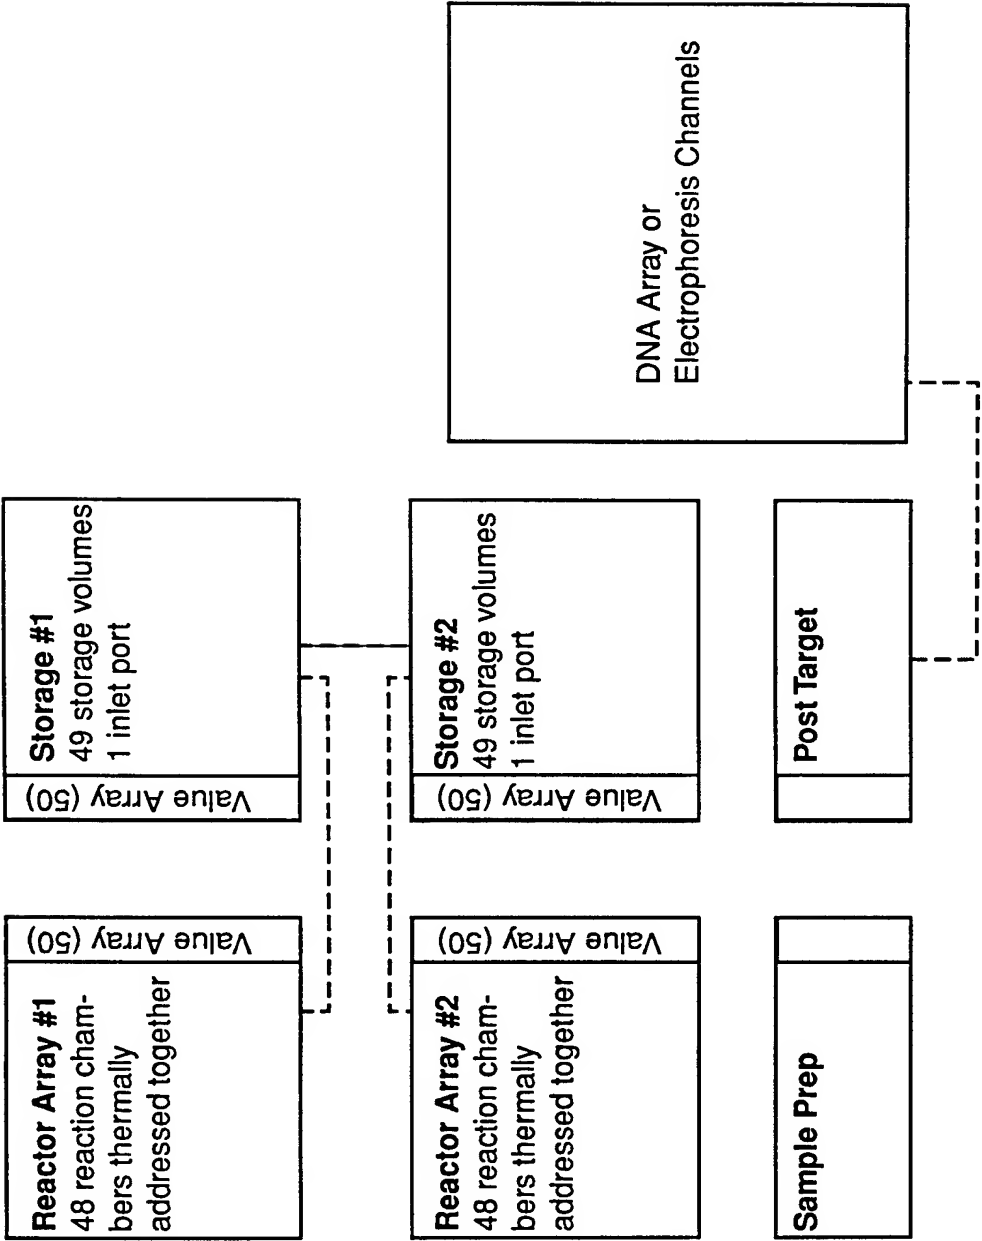 Reactor Array #1
48 reaction cham-
bers thermally
addressed together
Value Array (50)
Value Array (50)
Storage #1
49 storage volumes
1 inlet port
Reactor Array #2
48 reaction cham-
bers thermally
addressed together
Value Array (50)
Value Array (50)
Storage #2
49 storage volumes
1 inlet port
Sample Prep
Post Target
DNA Array or
Electrophoresis Channels